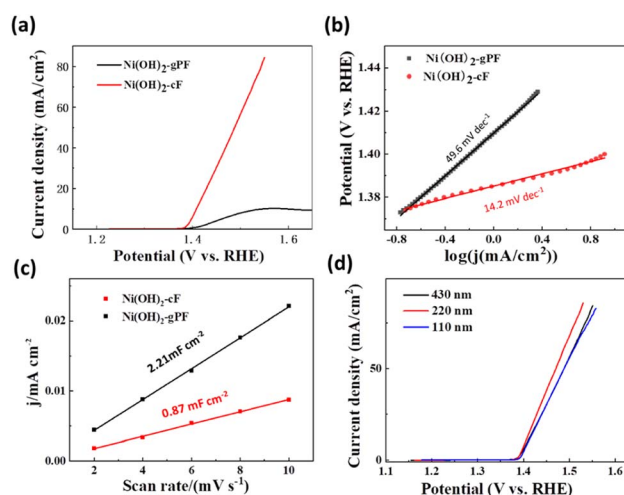 (a)
Current density (mA/cm²)
80
60
40
20
0
Ni(OH)₂-gPF
Ni(OH)₂-cF
1.2
1.4
1.6
Potential (V vs. RHE)
(b)
Potential (V vs. RHE)
1.44
1.42
1.40
1.38
1.36
Ni(OH)₂-gPF
Ni(OH)₂-cF
49.6 mV dec⁻¹
14.2 mV dec⁻¹
-0.8
-0.4
0.0
0.4
0.8
log(j(mA/cm²)
(c)
j/mA cm⁻²
0.02
0.01
0.00
Ni(OH)₂-cF
Ni(OH)₂-gPF
2.21mF cm⁻²
0.87 mF cm⁻²
2
4
6
8
10
Scan rate/(mV s⁻¹)
(d)
Current density (mA/cm²)
50
0
430 nm
220 nm
110 nm
1.1
1.2
1.3
1.4
1.5
1.6
Potential (V vs. RHE)